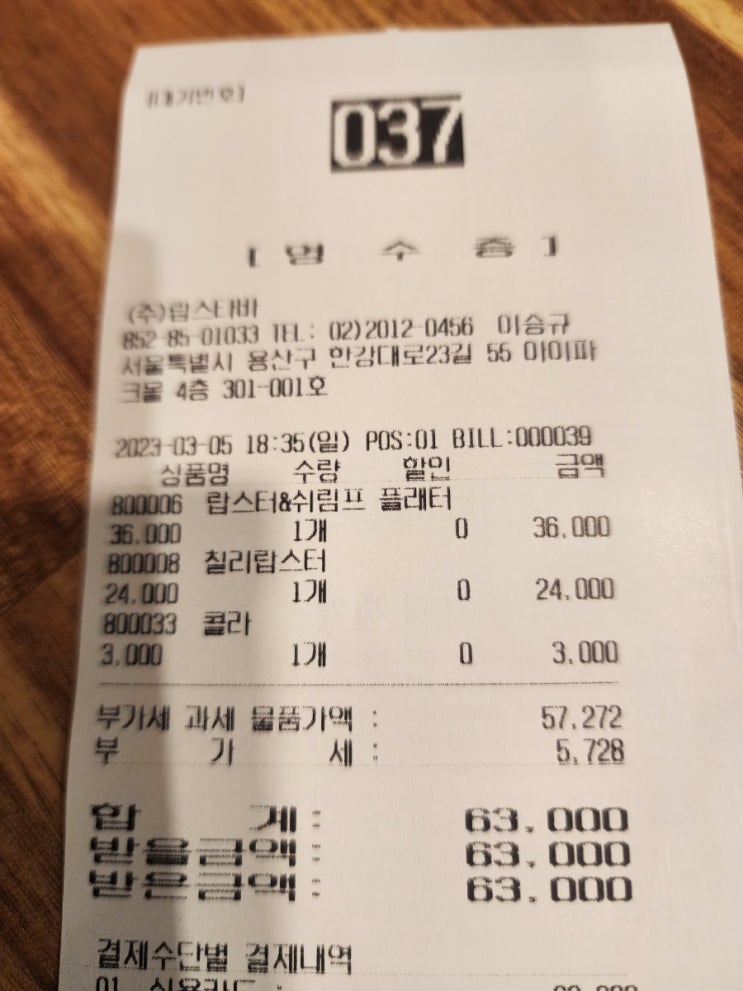 [대기번호]
037
[ 영 수 증 ]
(주)랍스타바
852-85-01033 TEL: 02)2012-0456 이승규
서울특별시 용산구 한강대로23길 55 아이파
크몰 4층 301-001호
2023-03-05 18:35(일) POS:01 BILL:000039
상품명 수량 할인 금액
800006 랍스터&쉬림프 플래터
36,000 1개 0 36,000
800008 칠리랍스터
24,000 1개 0 24,000
800033 콜라
3,000 1개 0 3,000
부가세 과세 물품가액 : 57,272
부 가 세 : 5,728
합 계 : 63,000
받을금액 : 63,000
받은금액 : 63,000
결제수단별 결제내역
01 신용카드 :